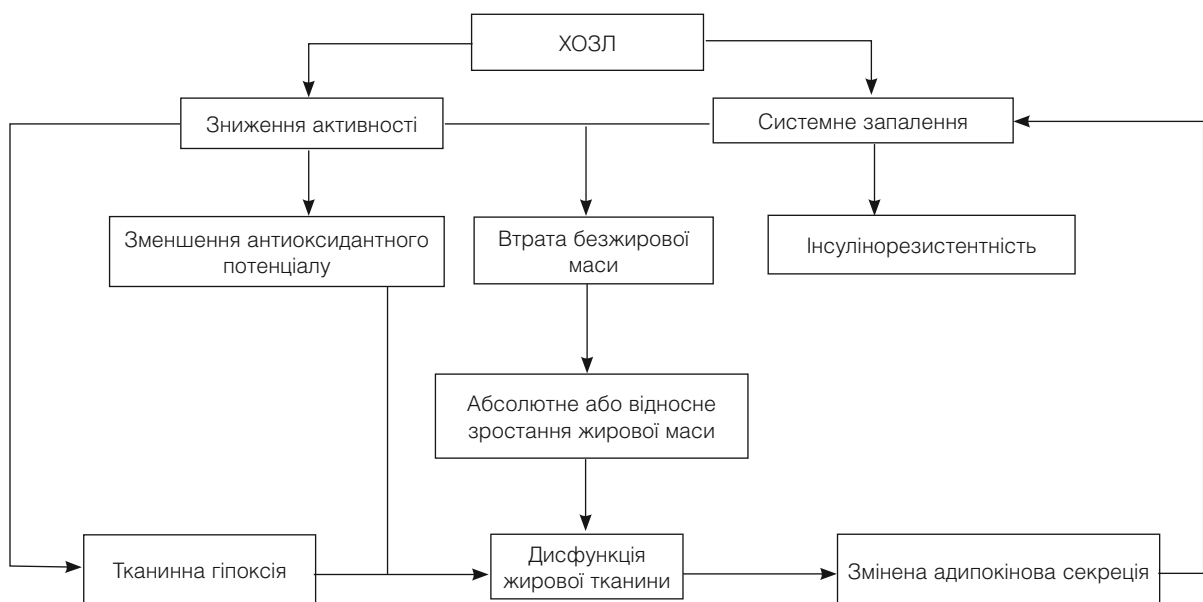 ХОЗЛ
Зниження активності
Системне запалення
Зменшення антиоксидантного
потенціалу
Втрата безжирової
маси
Інсулінорезистентність
Абсолютне або відносне
зростання жирової маси
Тканинна гіпоксія
Дисфункція
жирової тканини
Змінена адипокінова секреція